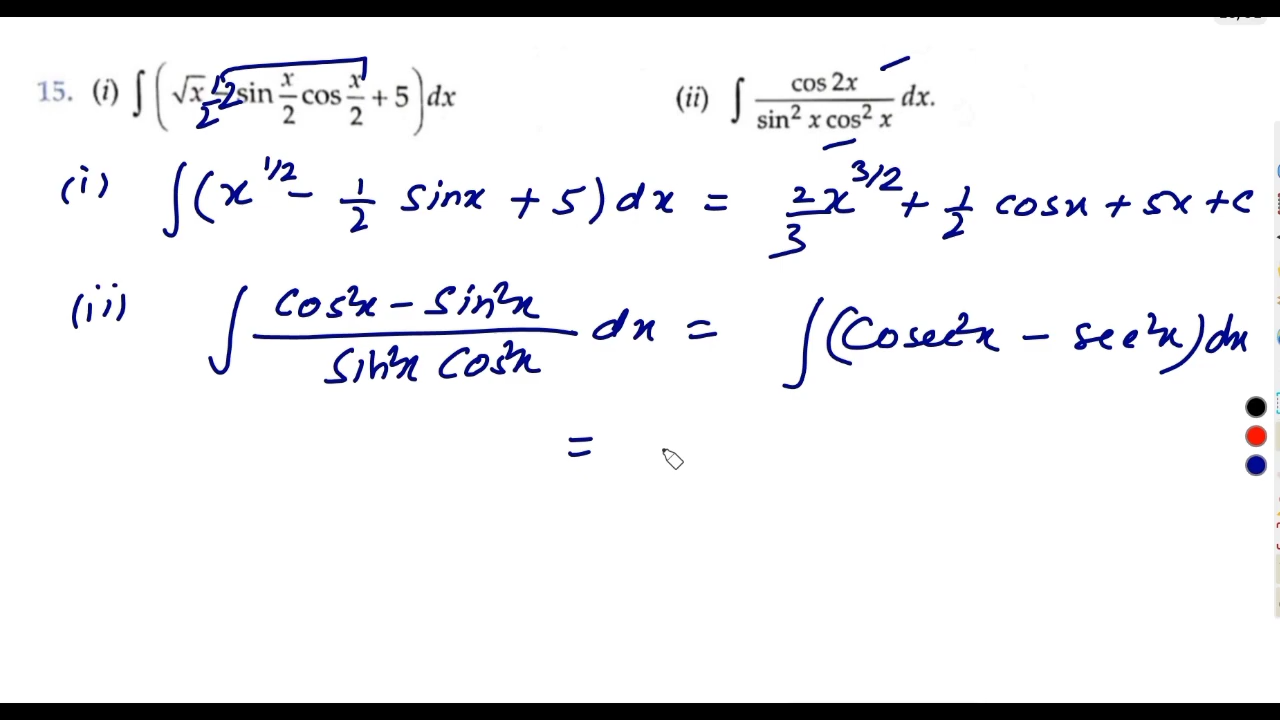 15. (i) ∫(√x - 1/2 2 sin x/2 cos x/2 + 5)dx (ii) ∫ cos 2x / sin² x cos² x dx.
(i) ∫(x^1/2 - 1/2 sinx + 5)dx = 2/3 x^3/2 + 1/2 cosx + 5x + c
(ii) ∫ cos²x - sin²x / sin²x cos²x dx = ∫(cosec²x - sec²x)dx
=